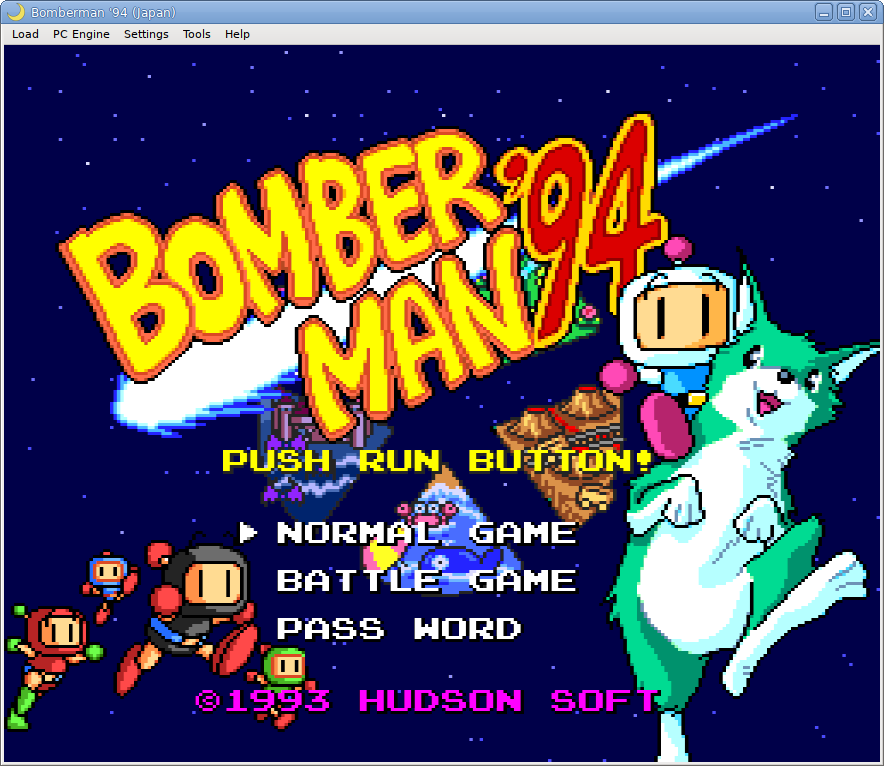 Bomberman '94 (Japan)
Load PC Engine Settings Tools Help
BOMBER
MAN '94
PUSH RUN BUTTON!
NORMAL GAME
BATTLE GAME
PASS WORD
©1993 HUDSON SOFT